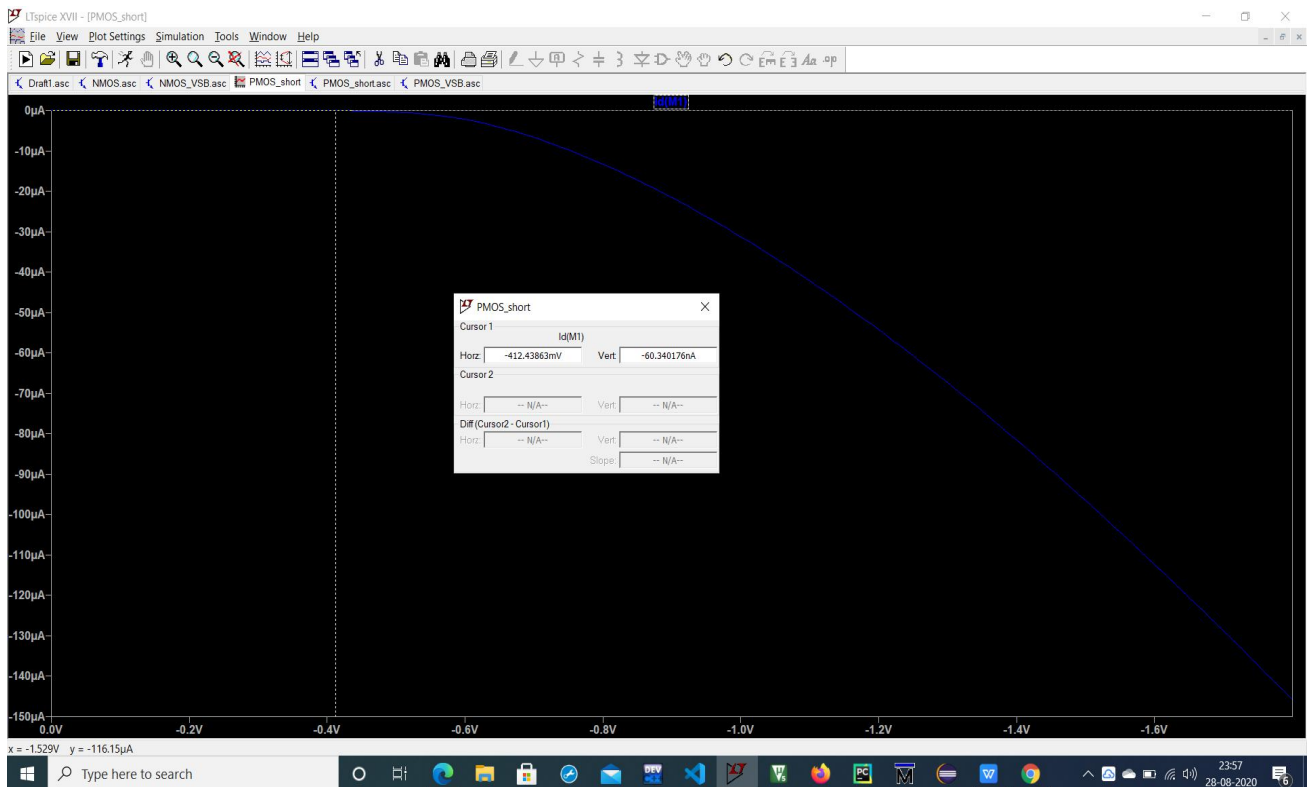 LTspice XVII - [PMOS_short]
File View Plot Settings Simulation Tools Window Help
Draft1.asc NMOS.asc NMOS_VSB.asc PMOS_short PMOS_short.asc PMOS_VSB.asc
Id(M1)
0µA
-10µA
-20µA
-30µA
-40µA
-50µA
-60µA
-70µA
-80µA
-90µA
-100µA
-110µA
-120µA
-130µA
-140µA
-150µA
0.0V -0.2V -0.4V -0.6V -0.8V -1.0V -1.2V -1.4V -1.6V
PMOS_short
Cursor 1
Id(M1)
Horz: -412.43863mV Vert: -60.340176nA
Cursor 2
Horz: -- N/A-- Vert: -- N/A--
Diff (Cursor2 - Cursor1)
Horz: -- N/A-- Vert: -- N/A--
Slope: -- N/A--
x = -1.529V y = -116.15µA
Type here to search
23:57
28-08-2020
6